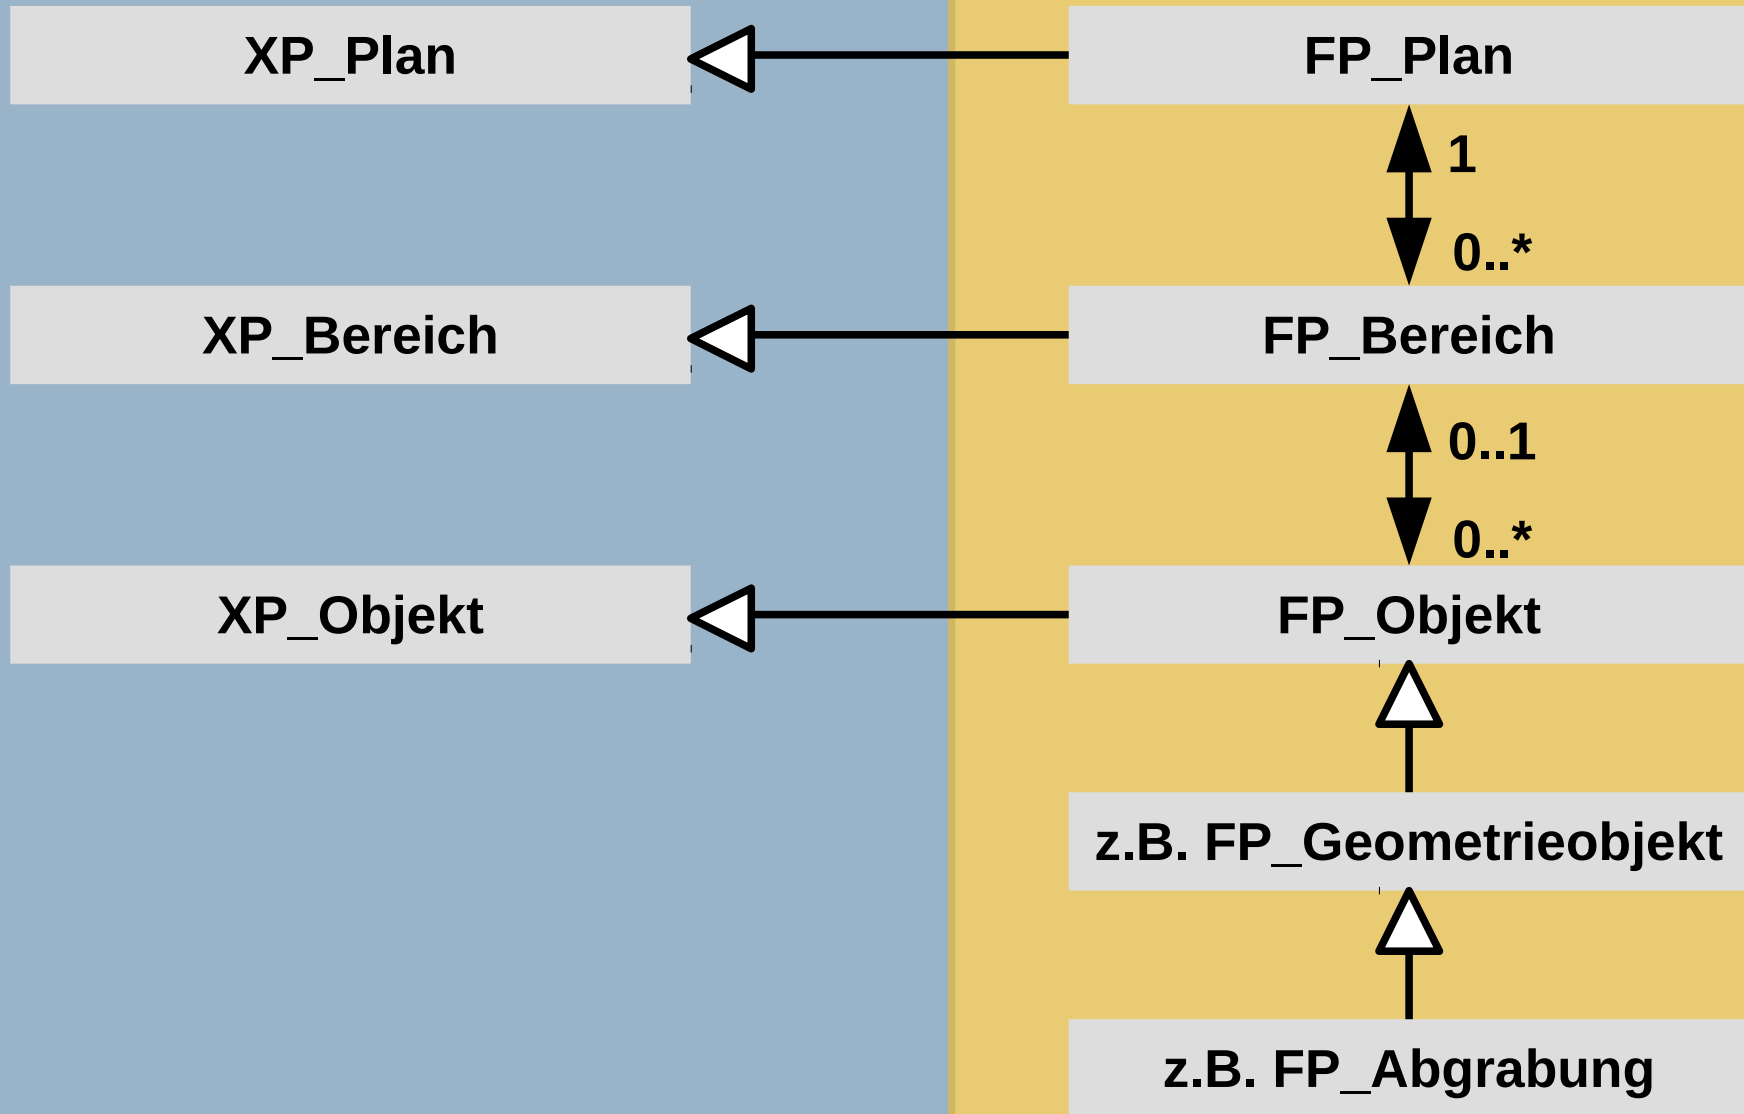 XP_Plan
FP_Plan
1
0..*
XP_Bereich
FP_Bereich
0..1
0..*
XP_Objekt
FP_Objekt
z.B. FP_Geometrieobjekt
z.B. FP_Abgrabung